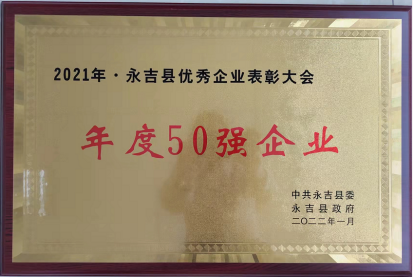 2021年·永吉县优秀企业表彰大会
年度50强企业
中共永吉县委
永吉县政府
二〇二二年一月